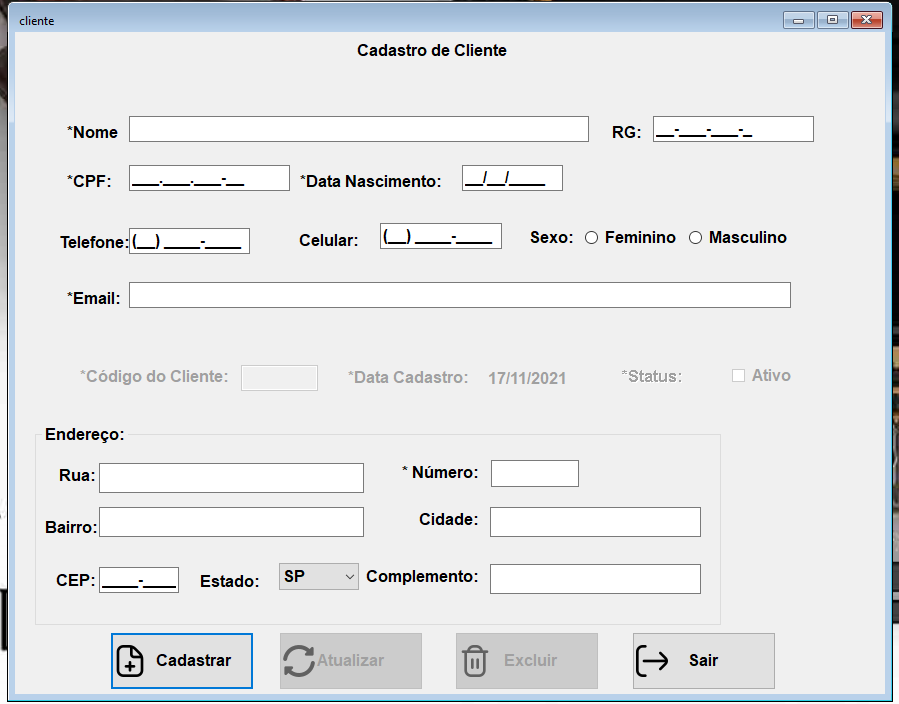 cliente
Cadastro de Cliente
*Nome RG: __-___-___-_
*CPF: ___.___.___-__ *Data Nascimento: __/__/____
Telefone: (__) ____-____ Celular: (__) ____-____ Sexo: Feminino Masculino
*Email:
*Código do Cliente: *Data Cadastro: 17/11/2021 *Status: Ativo
Endereço:
Rua: * Número:
Bairro: Cidade:
CEP: ____-___ Estado: SP Complemento:
Cadastrar Atualizar Excluir Sair